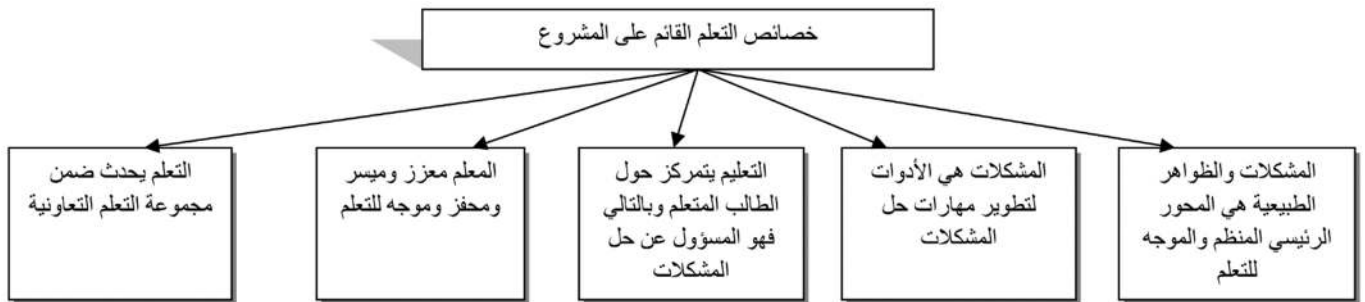 خصائص التعلم القائم على المشروع
المشكلات والظواهر
الطبيعية هي المحور
الرئيسي المنظم والموجه
للتعلم
المشكلات هي الأدوات
لتطوير مهارات حل
المشكلات
التعليم يتمركز حول
الطالب المتعلم وبالتالي
فهو المسؤول عن حل
المشكلات
المعلم معزز وميسر
ومحفز وموجه للتعلم
التعلم يحدث ضمن
مجموعة التعلم التعاونية